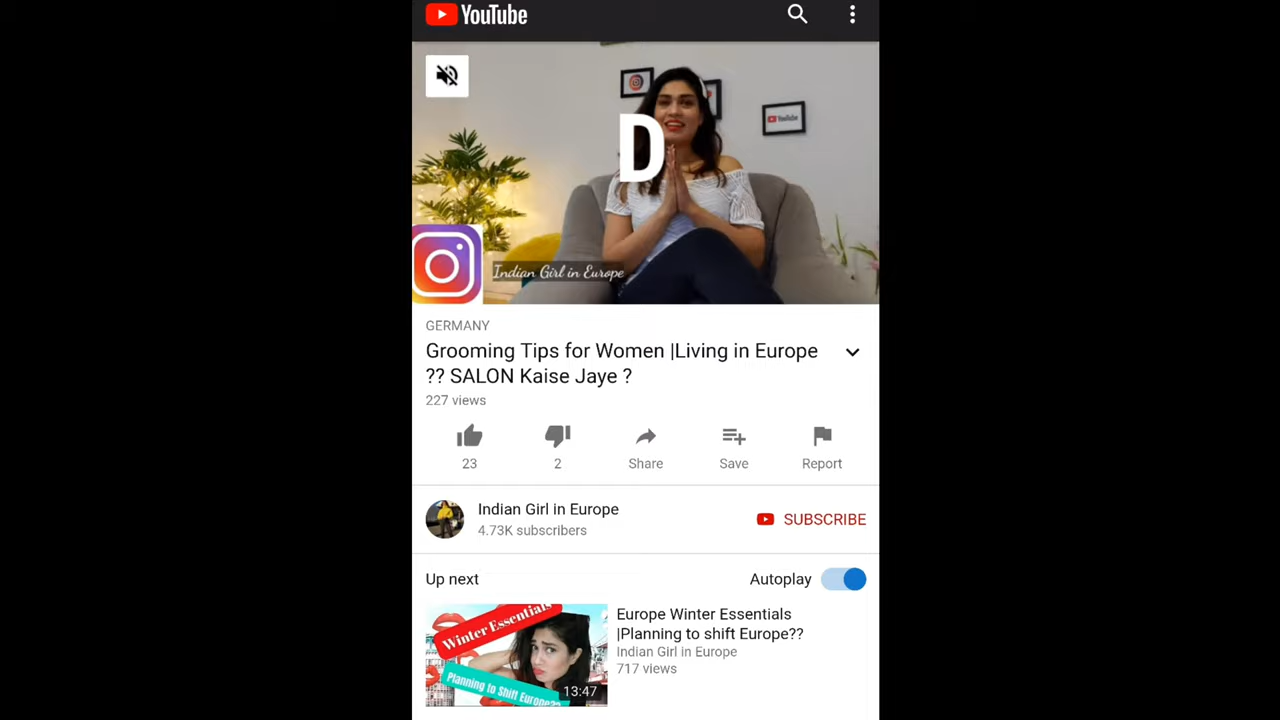 YouTube
YouTube
D
Indian Girl in Europe
GERMANY
Grooming Tips for Women |Living in Europe
?? SALON Kaise Jaye ?
227 views
23
2
Share
Save
Report
Indian Girl in Europe
4.73K subscribers
SUBSCRIBE
Up next
Autoplay
Winter Essentials
Planning to Shift Europe??
13:47
Europe Winter Essentials
|Planning to shift Europe??
Indian Girl in Europe
717 views